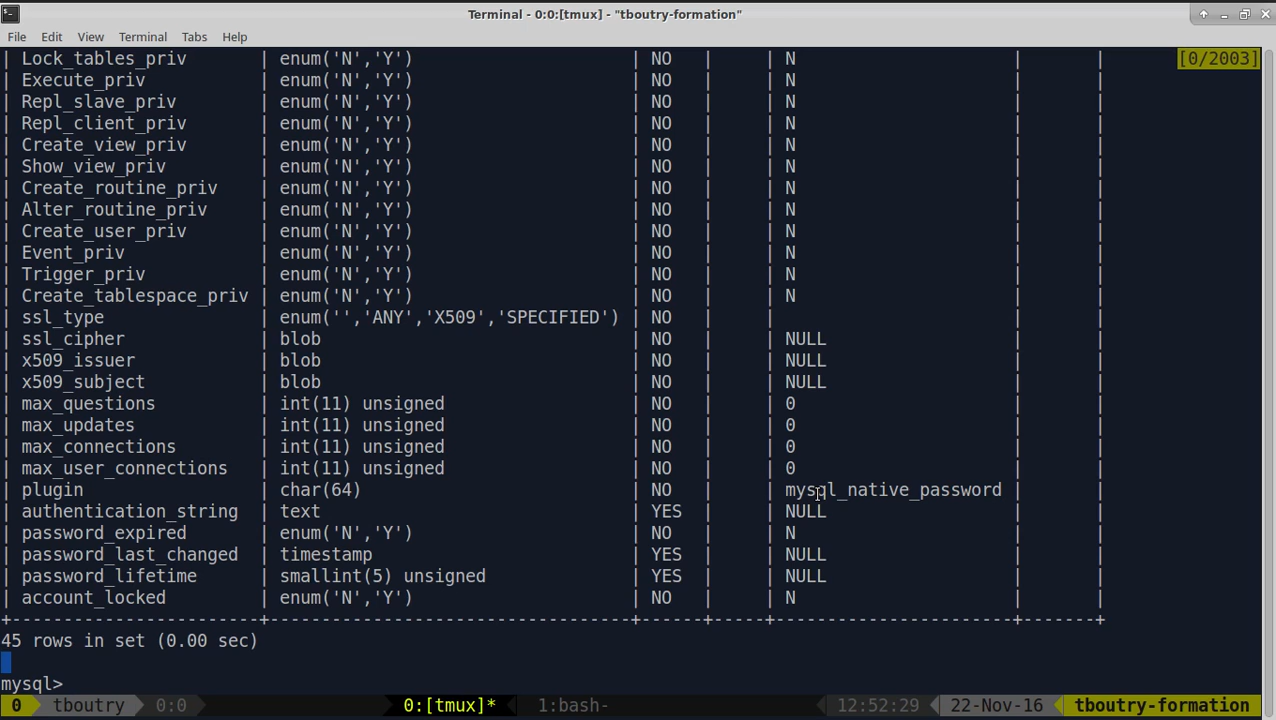 Terminal - 0:0:[tmux] - "tboutry-formation"
File Edit View Terminal Tabs Help
| Lock_tables_priv | enum('N','Y') | NO | | N | | [0/2003]
| Execute_priv | enum('N','Y') | NO | | N | |
| Repl_slave_priv | enum('N','Y') | NO | | N | |
| Repl_client_priv | enum('N','Y') | NO | | N | |
| Create_view_priv | enum('N','Y') | NO | | N | |
| Show_view_priv | enum('N','Y') | NO | | N | |
| Create_routine_priv | enum('N','Y') | NO | | N | |
| Alter_routine_priv | enum('N','Y') | NO | | N | |
| Create_user_priv | enum('N','Y') | NO | | N | |
| Event_priv | enum('N','Y') | NO | | N | |
| Trigger_priv | enum('N','Y') | NO | | N | |
| Create_tablespace_priv | enum('N','Y') | NO | | N | |
| ssl_type | enum('','ANY','X509','SPECIFIED') | NO | | | |
| ssl_cipher | blob | NO | | NULL | |
| x509_issuer | blob | NO | | NULL | |
| x509_subject | blob | NO | | NULL | |
| max_questions | int(11) unsigned | NO | | 0 | |
| max_updates | int(11) unsigned | NO | | 0 | |
| max_connections | int(11) unsigned | NO | | 0 | |
| max_user_connections | int(11) unsigned | NO | | 0 | |
| plugin | char(64) | NO | | mysql_native_password | |
| authentication_string | text | YES | | NULL | |
| password_expired | enum('N','Y') | NO | | N | |
| password_last_changed | timestamp | YES | | NULL | |
| password_lifetime | smallint(5) unsigned | YES | | NULL | |
| account_locked | enum('N','Y') | NO | | N | |
+------------------------+-----------------------------------+------+-----+-----------------------+-------+
45 rows in set (0.00 sec)
mysql>
0 tboutry 0:0 0:[tmux]* 1:bash- 12:52:29 22-Nov-16 tboutry-formation